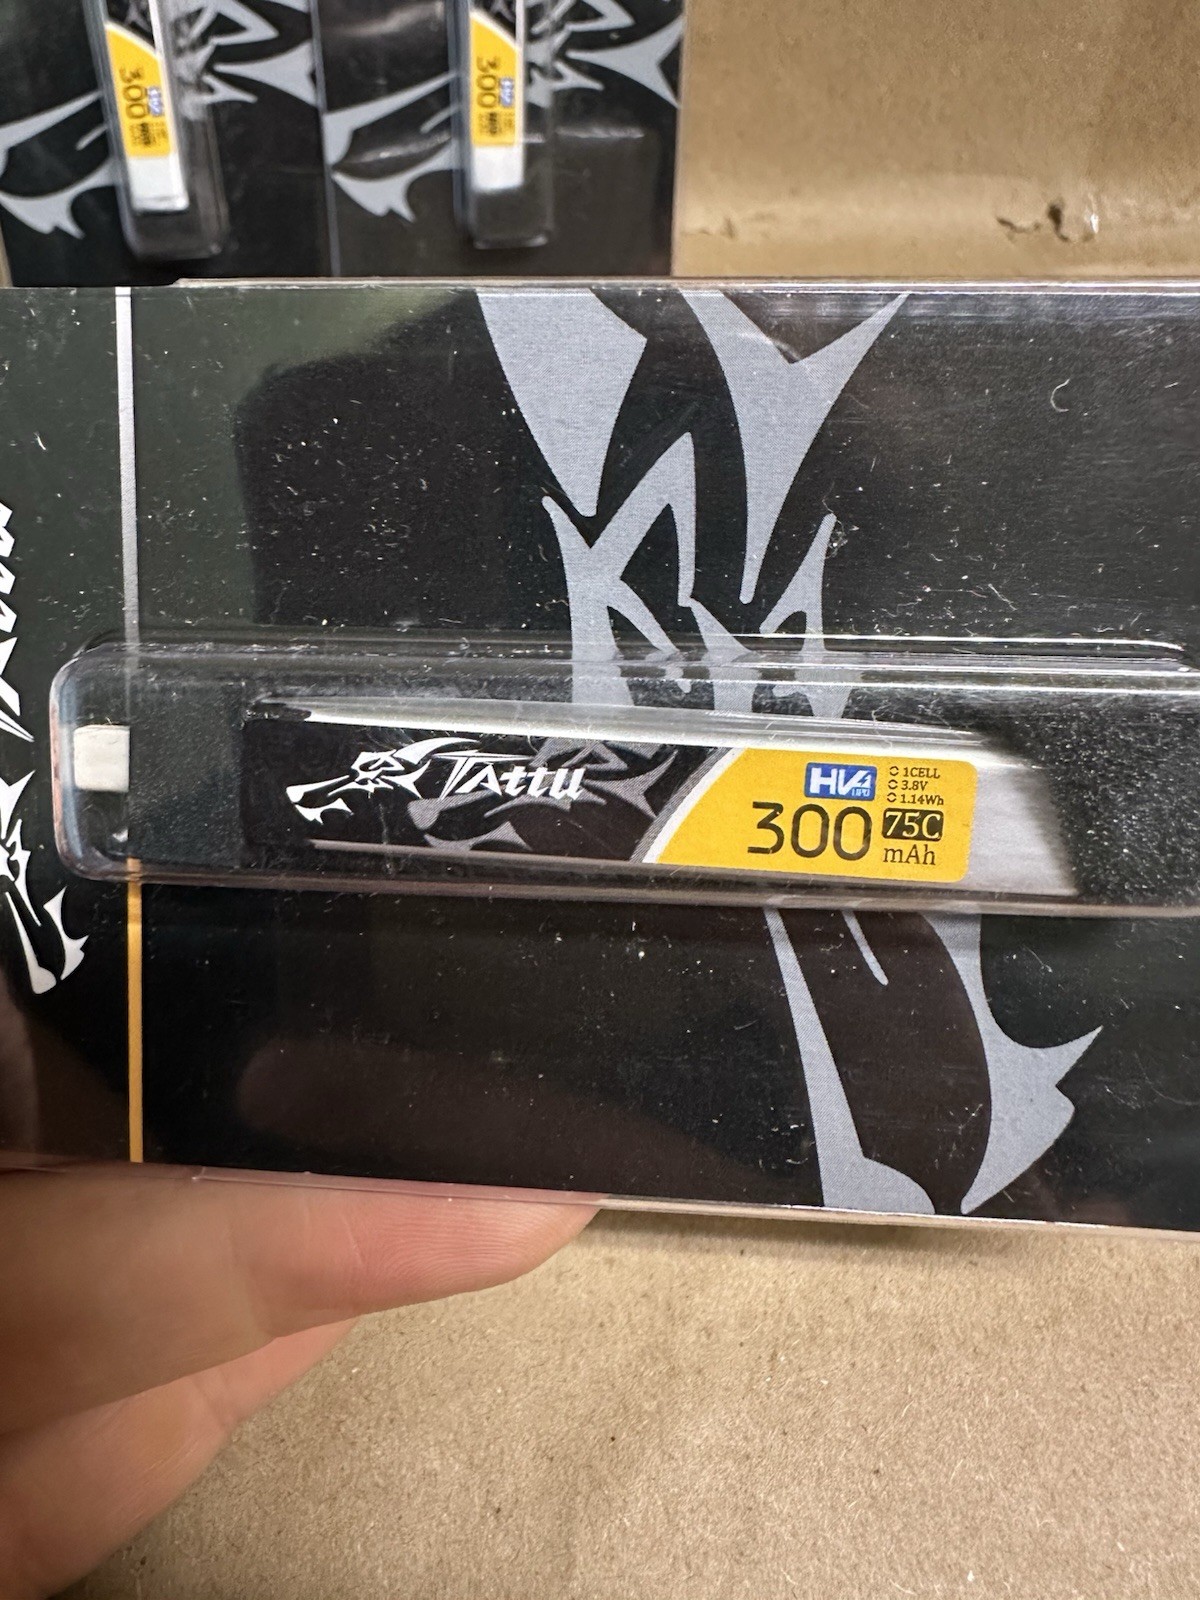 300
300
TATTU
HV LIPO
1CELL
3.8V
1.14Wh
300 75C
mAh